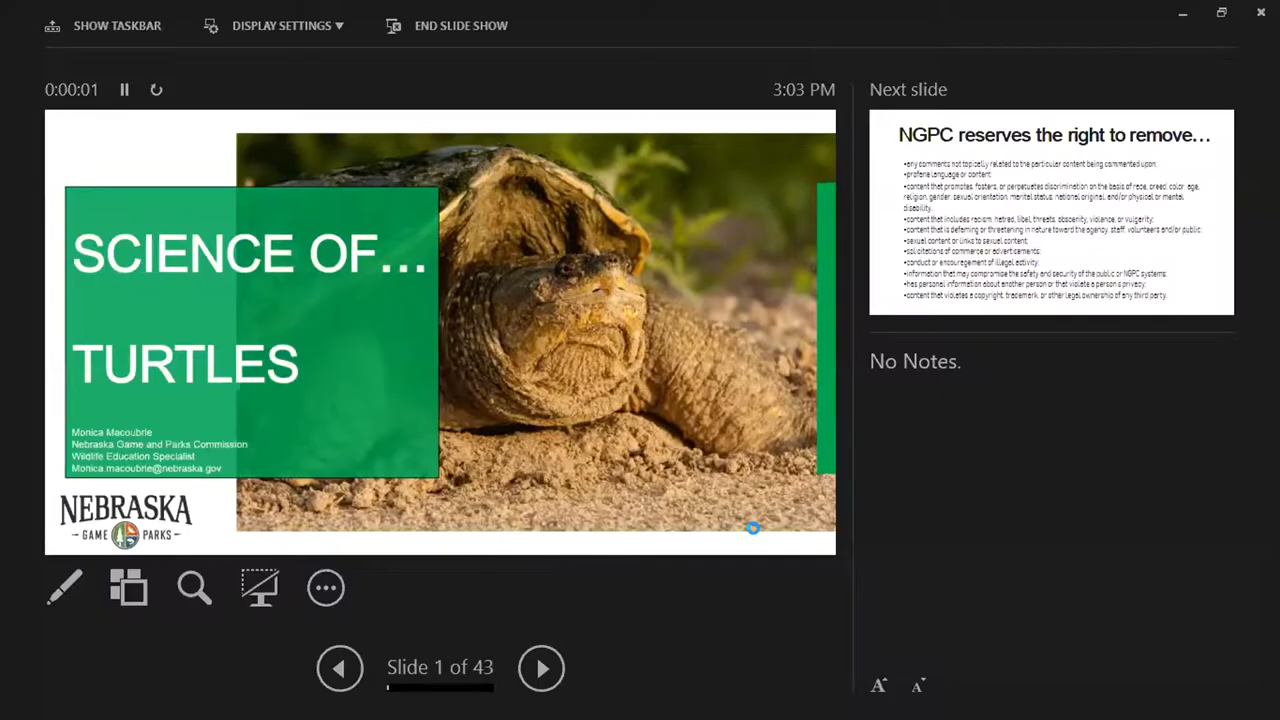 SHOW TASKBAR
DISPLAY SETTINGS
END SLIDE SHOW
0:00:01
3:03 PM
Next slide
SCIENCE OF...
TURTLES
Monica Macoubrie
Nebraska Game and Parks Commission
Wildlife Education Specialist
Monica.macoubrie@nebraska.gov
NEBRASKA
GAME PARKS
NGPC reserves the right to remove…
•any comments not topically related to the particular content being commented upon;
•profane language or content
•content that promotes, fosters, or perpetuates discrimination on the basis of race, creed, color, age,
religion, gender, sexual orientation, marital status, national original, and/or physical or mental
disability;
•content that includes racism, hatred, libel, threats, obscenity, violence, or vulgarity;
•content that is defaming or threatening in nature toward the agency, staff, volunteers and/or public;
•sexual content or links to sexual content;
•solicitations of commerce or advertisements;
•conduct or encouragement of illegal activity;
•information that may compromise the safety and security of the public or NGPC systems;
•has personal information about another person or that violate a person's privacy;
•content that violates a copyright, trademark, or other legal ownership of any third party.
No Notes.
Slide 1 of 43
A A